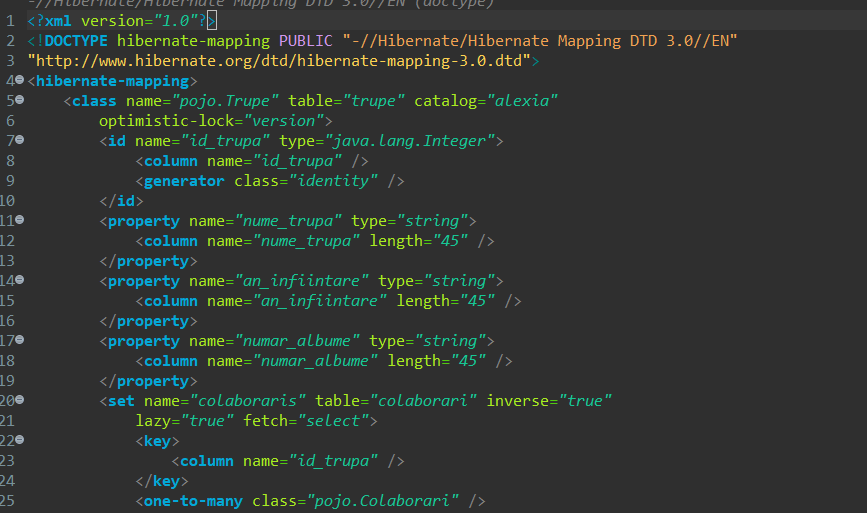 -//Hibernate/Hibernate Mapping DTD 3.0//EN (doctype)
1 <?xml version="1.0"?>
2 <!DOCTYPE hibernate-mapping PUBLIC "-//Hibernate/Hibernate Mapping DTD 3.0//EN"
3 "http://www.hibernate.org/dtd/hibernate-mapping-3.0.dtd">
4 <hibernate-mapping>
5     <class name="pojo.Trupe" table="trupe" catalog="alexia"
6         optimistic-lock="version">
7         <id name="id_trupa" type="java.lang.Integer">
8             <column name="id_trupa" />
9             <generator class="identity" />
10         </id>
11         <property name="nume_trupa" type="string">
12             <column name="nume_trupa" length="45" />
13         </property>
14         <property name="an_infiintare" type="string">
15             <column name="an_infiintare" length="45" />
16         </property>
17         <property name="numar_albume" type="string">
18             <column name="numar_albume" length="45" />
19         </property>
20         <set name="colaboraris" table="colaborari" inverse="true"
21             lazy="true" fetch="select">
22             <key>
23                 <column name="id_trupa" />
24             </key>
25             <one-to-many class="pojo.Colaborari" />